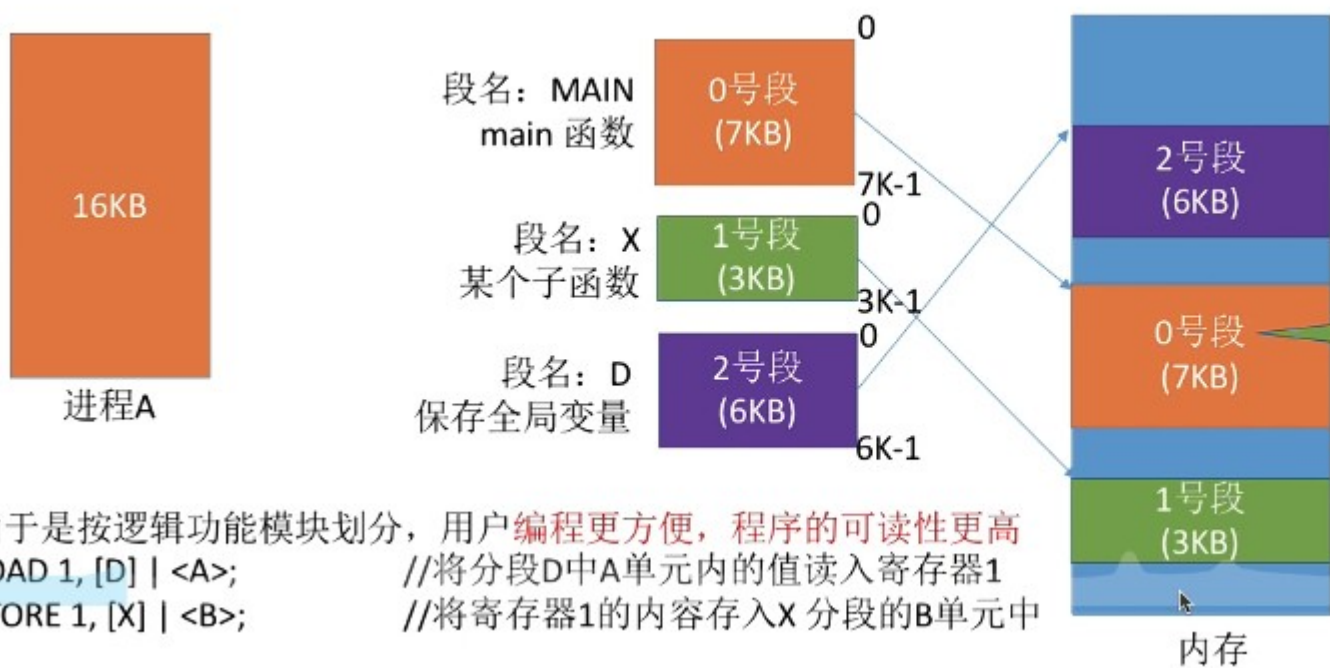 16KB
进程A
段名：MAIN
main 函数
0号段
(7KB)
0
7K-1
段名：X
某个子函数
1号段
(3KB)
0
3K-1
段名：D
保存全局变量
2号段
(6KB)
0
6K-1
2号段
(6KB)
0号段
(7KB)
1号段
(3KB)
内存
于是按逻辑功能模块划分，用户编程更方便，程序的可读性更高
OAD 1, [D] | <A>; //将分段D中A单元内的值读入寄存器1
ORE 1, [X] | <B>; //将寄存器1的内容存入X 分段的B单元中